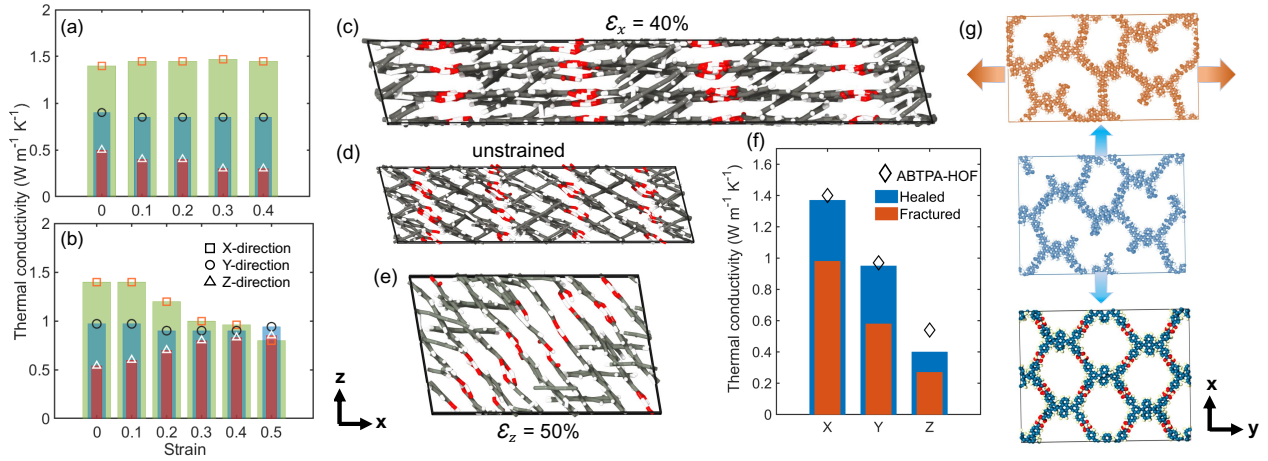 (a)
Thermal conductivity (W m⁻¹ K⁻¹)
2
1.5
1
0.5
0
0 0.1 0.2 0.3 0.4
(b)
X-direction
Y-direction
Z-direction
2
1.5
1
0.5
0
0 0.1 0.2 0.3 0.4 0.5
Strain
(c)
ℰx = 40%
(d)
unstrained
(e)
z
x
ℰz = 50%
(f)
Thermal conductivity (W m⁻¹ K⁻¹)
1.6
1.4
1.2
1
0.8
0.6
0.4
0.2
0
ABTPA-HOF
Healed
Fractured
X Y Z
(g)
x
y